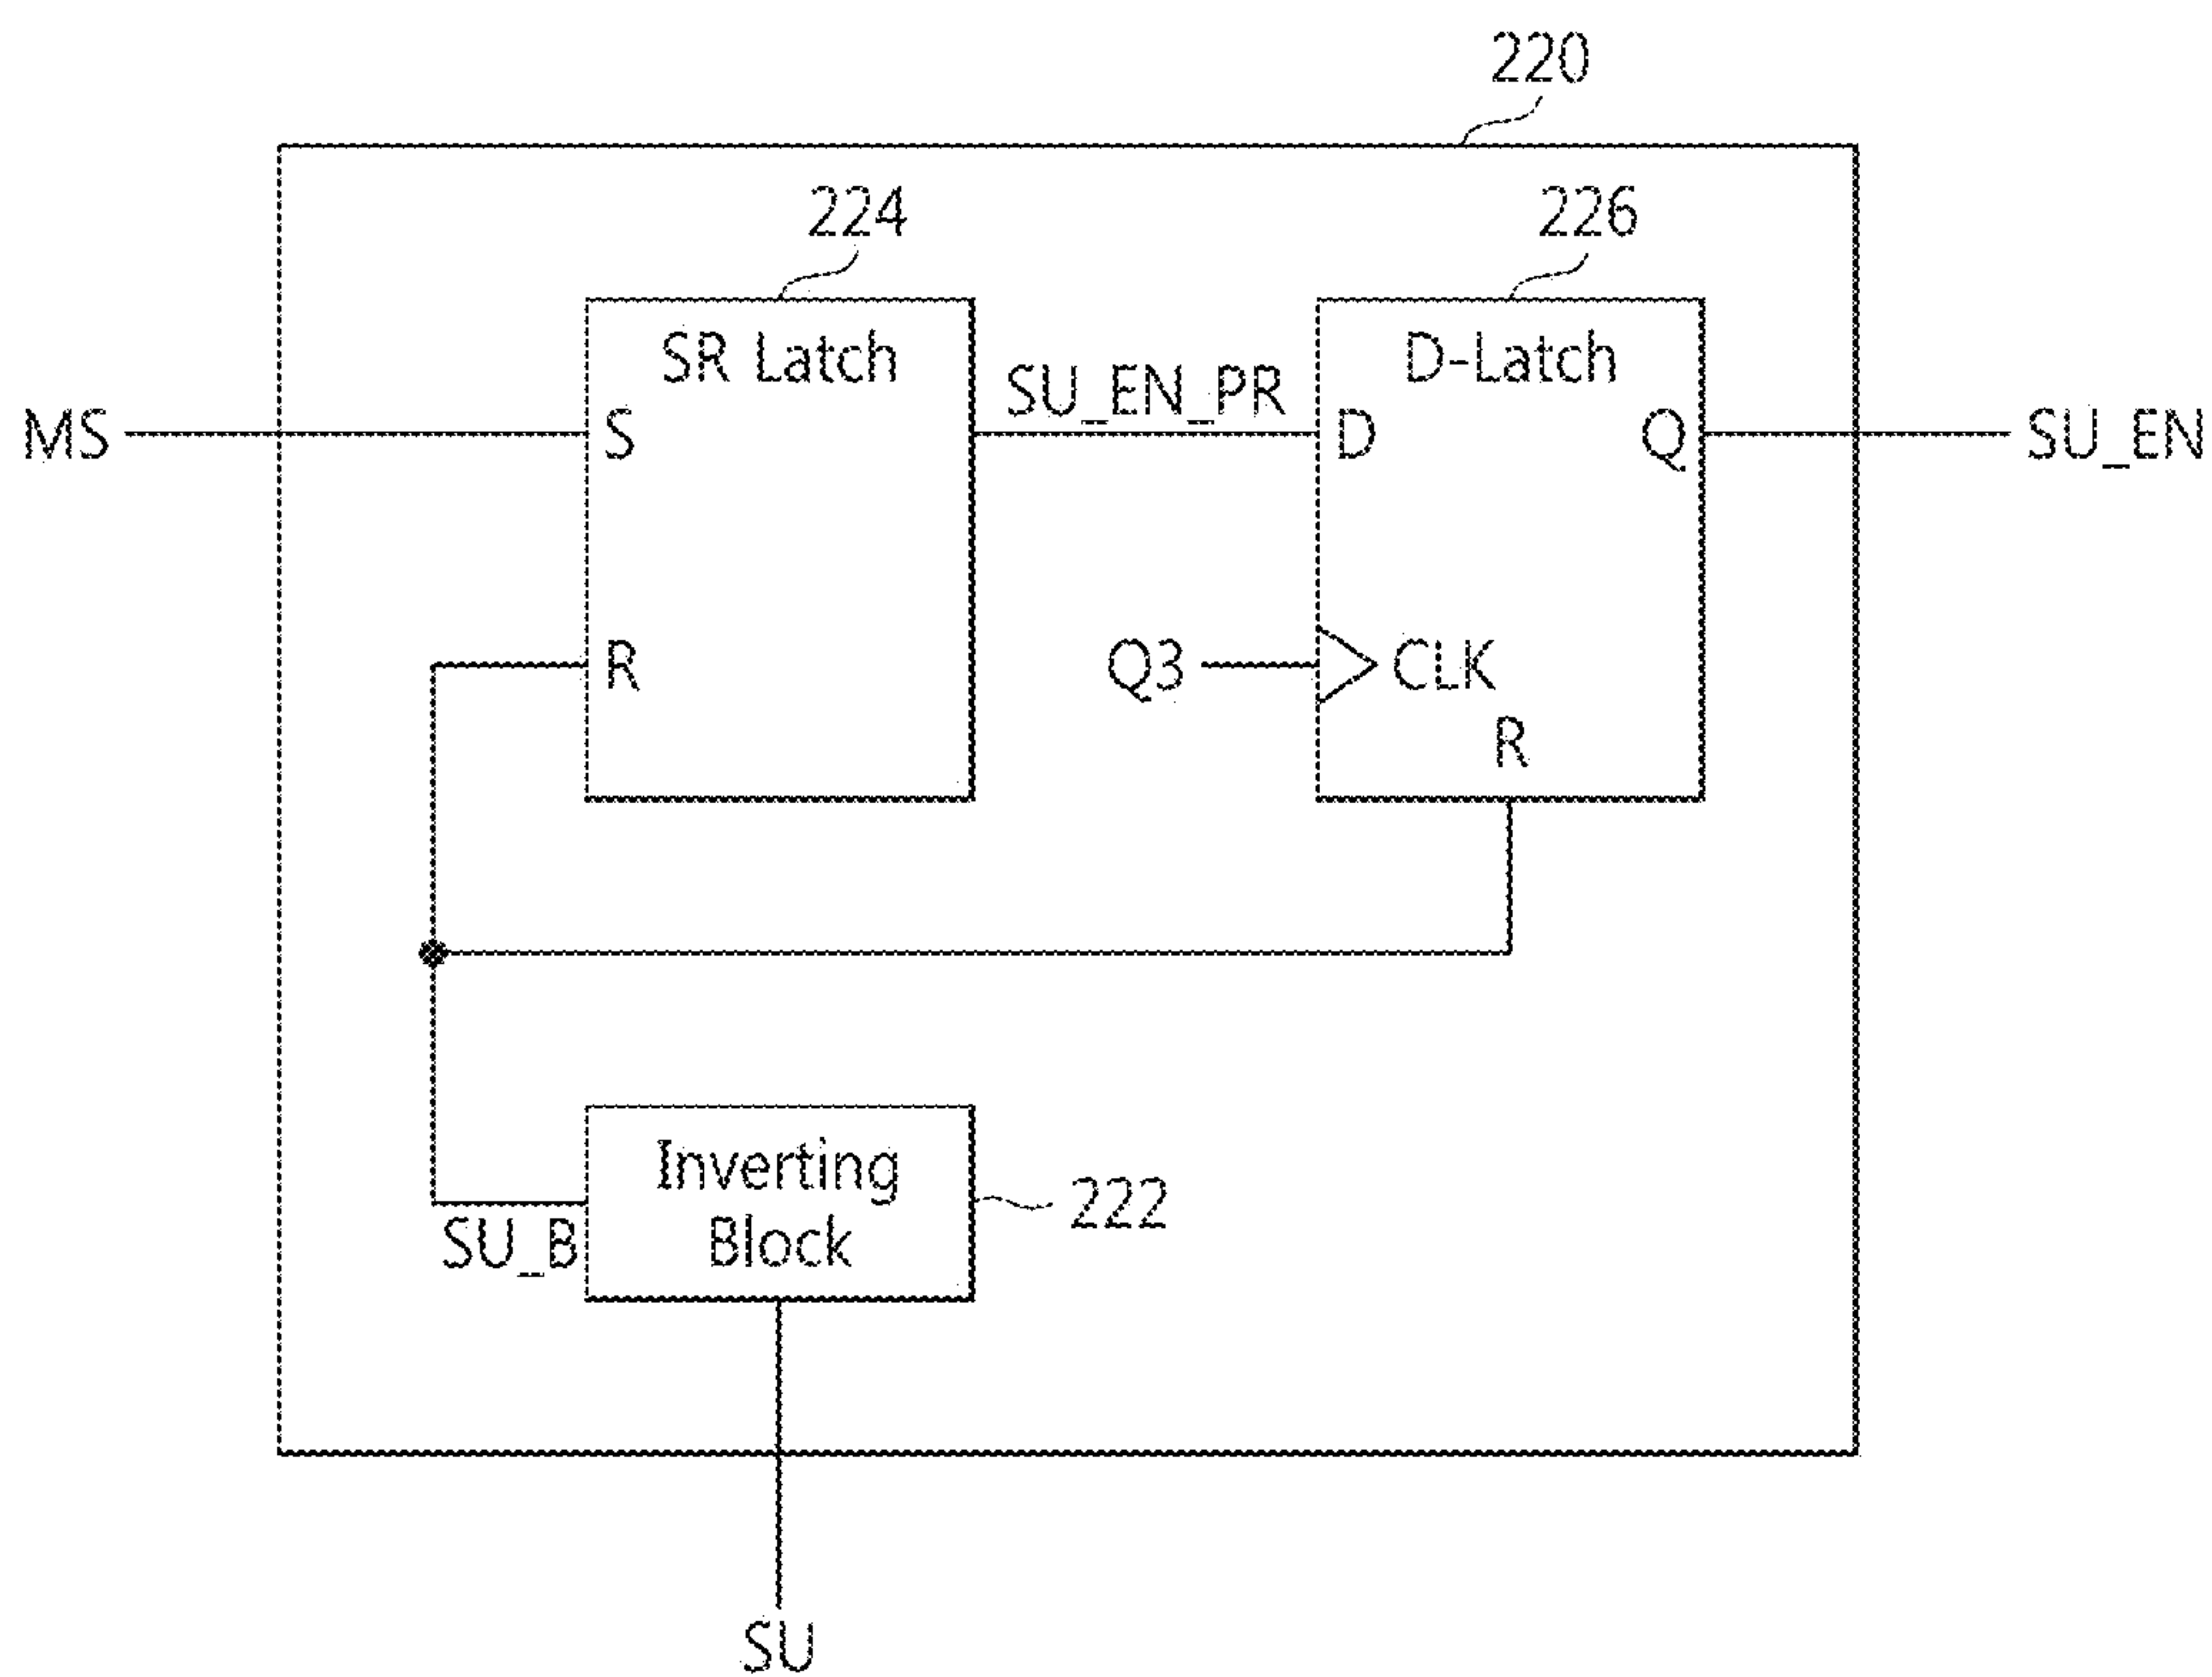 220
224
226
SR Latch
D-Latch
SU_EN_PR
MS
S
D
Q
SU_EN
R
Q3
CLK
R
Inverting
Block
222
SU_B
SU